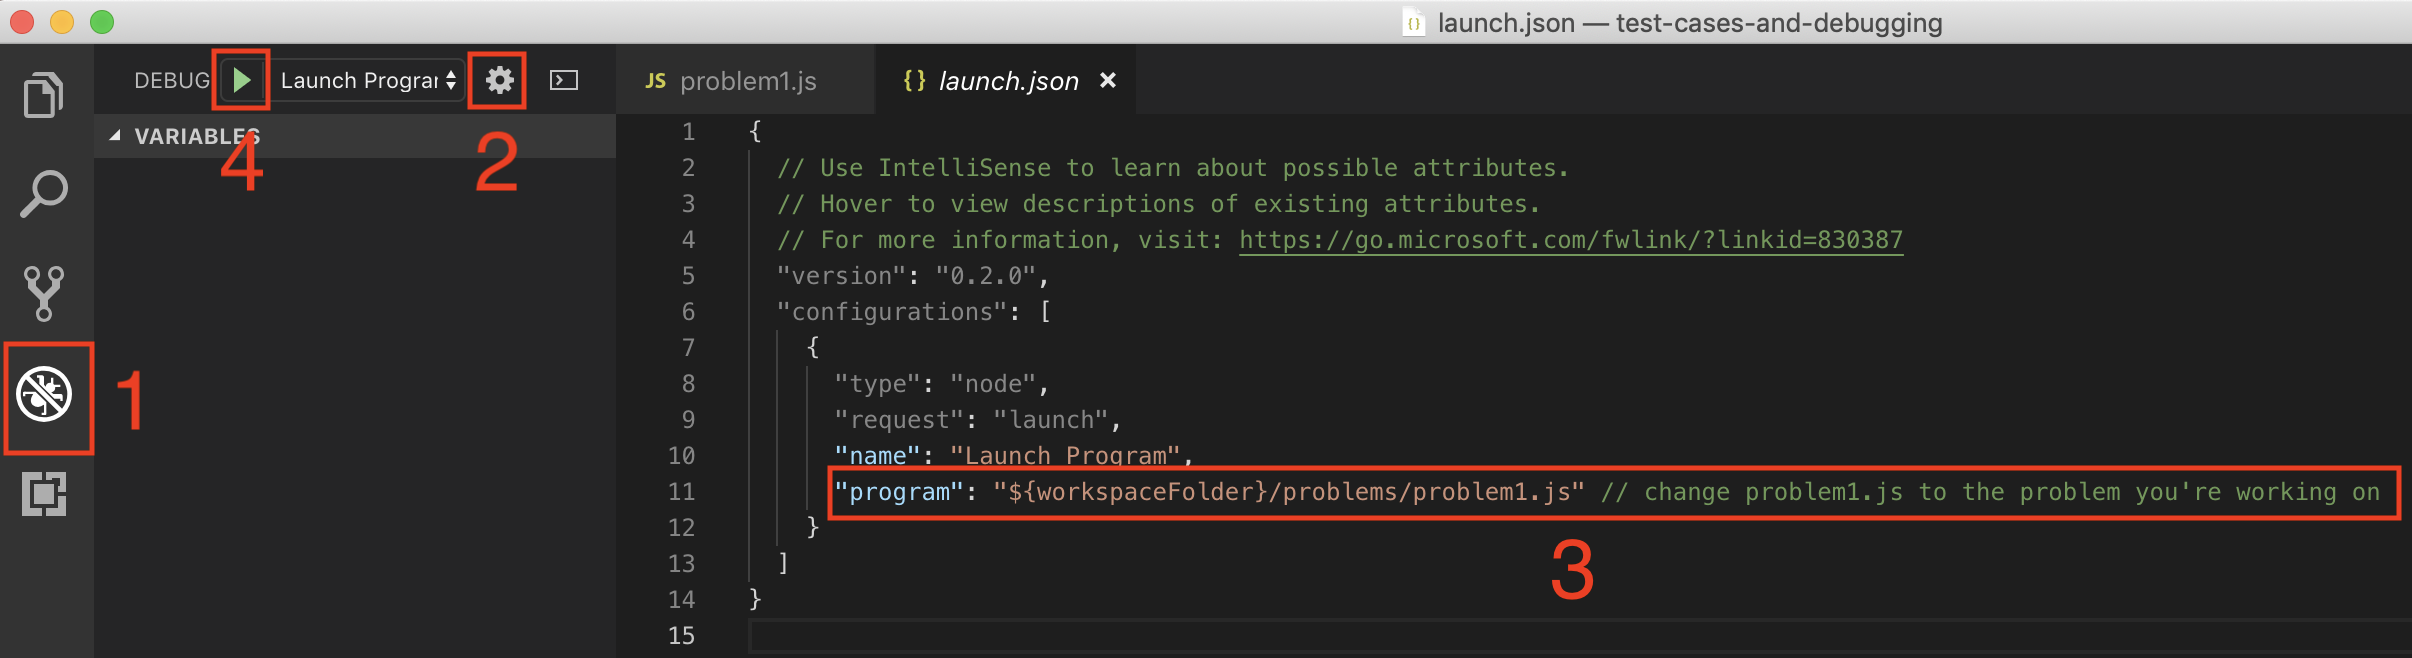 launch.json — test-cases-and-debugging
DEBUG Launch Program
JS problem1.js
{} launch.json ×
VARIABLES
4
2
1
3
1 {
2 // Use IntelliSense to learn about possible attributes.
3 // Hover to view descriptions of existing attributes.
4 // For more information, visit: https://go.microsoft.com/fwlink/?linkid=830387
5 "version": "0.2.0",
6 "configurations": [
7 {
8 "type": "node",
9 "request": "launch",
10 "name": "Launch Program",
11 "program": "${workspaceFolder}/problems/problem1.js" // change problem1.js to the problem you're working on
12 }
13 ]
14 }
15